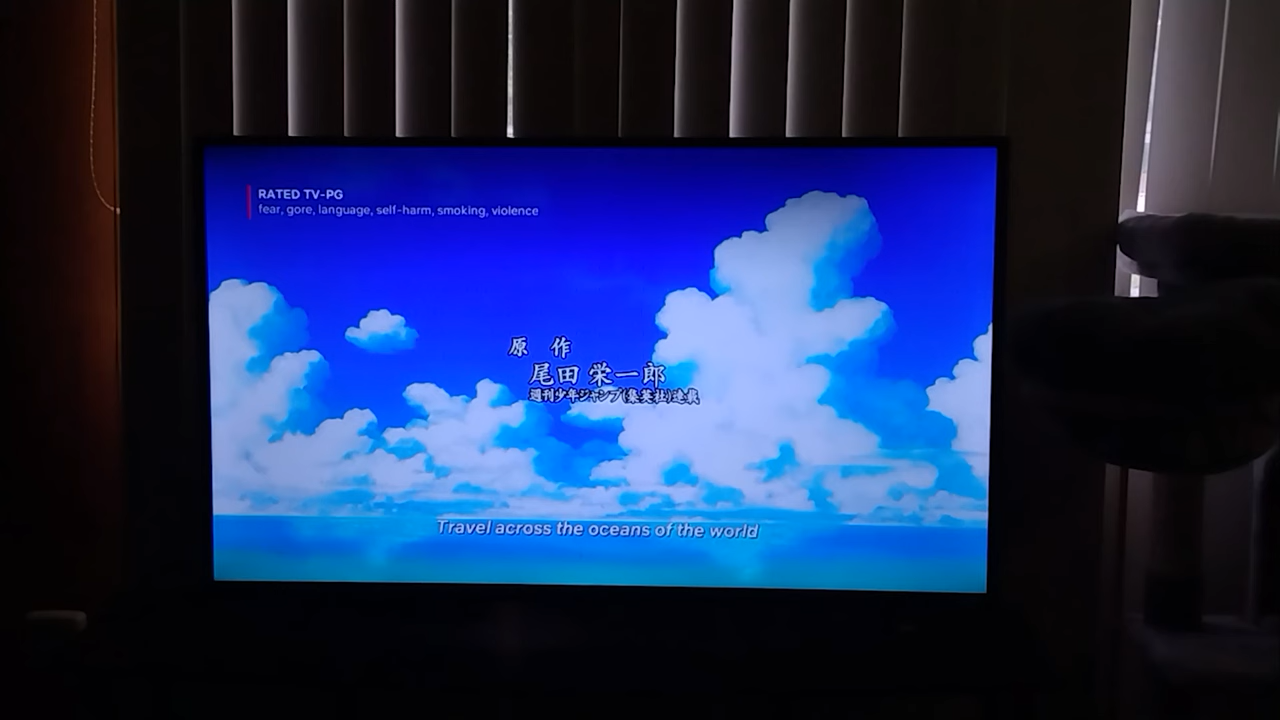 RATED TV-PG
fear, gore, language, self-harm, smoking, violence
原 作
尾田 栄一郎
週刊少年ジャンプ(集英社)連載
Travel across the oceans of the world